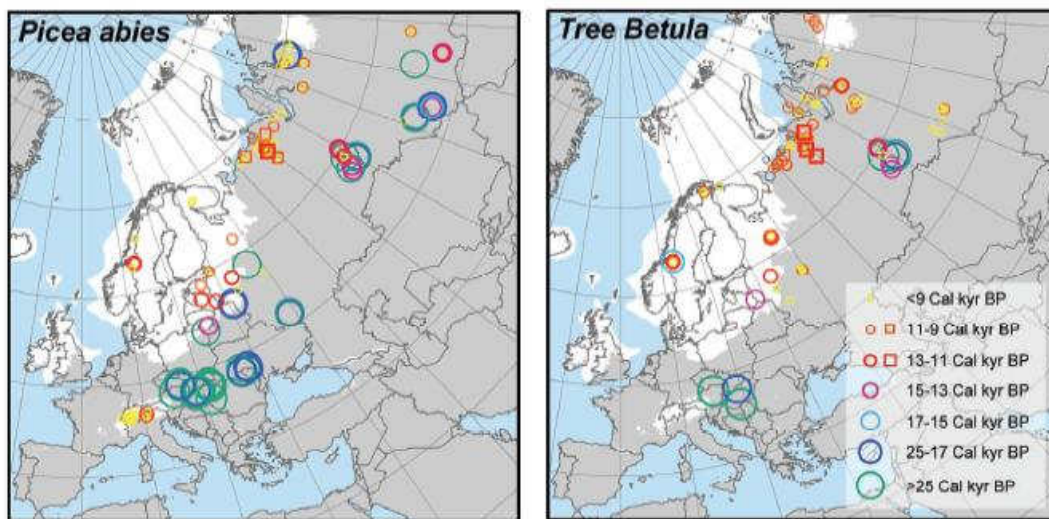 Picea abies
Tree Betula
<9 Cal kyr BP
11-9 Cal kyr BP
13-11 Cal kyr BP
15-13 Cal kyr BP
17-15 Cal kyr BP
25-17 Cal kyr BP
>25 Cal kyr BP